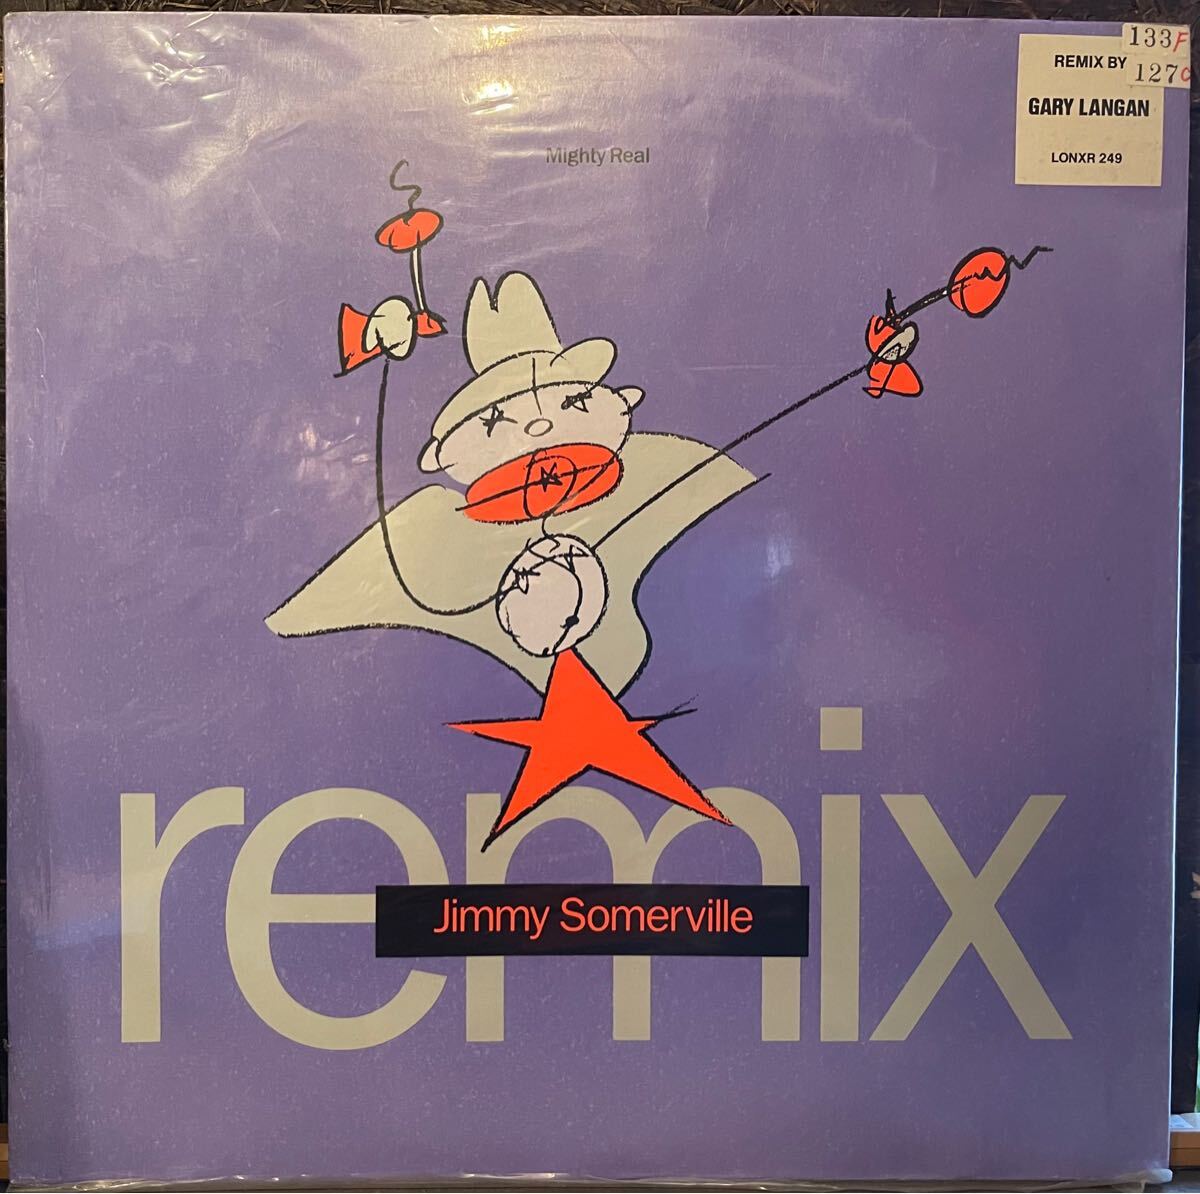 133F
127C
REMIX BY
GARY LANGAN
LONXR 249
Mighty Real
remix
Jimmy Somerville